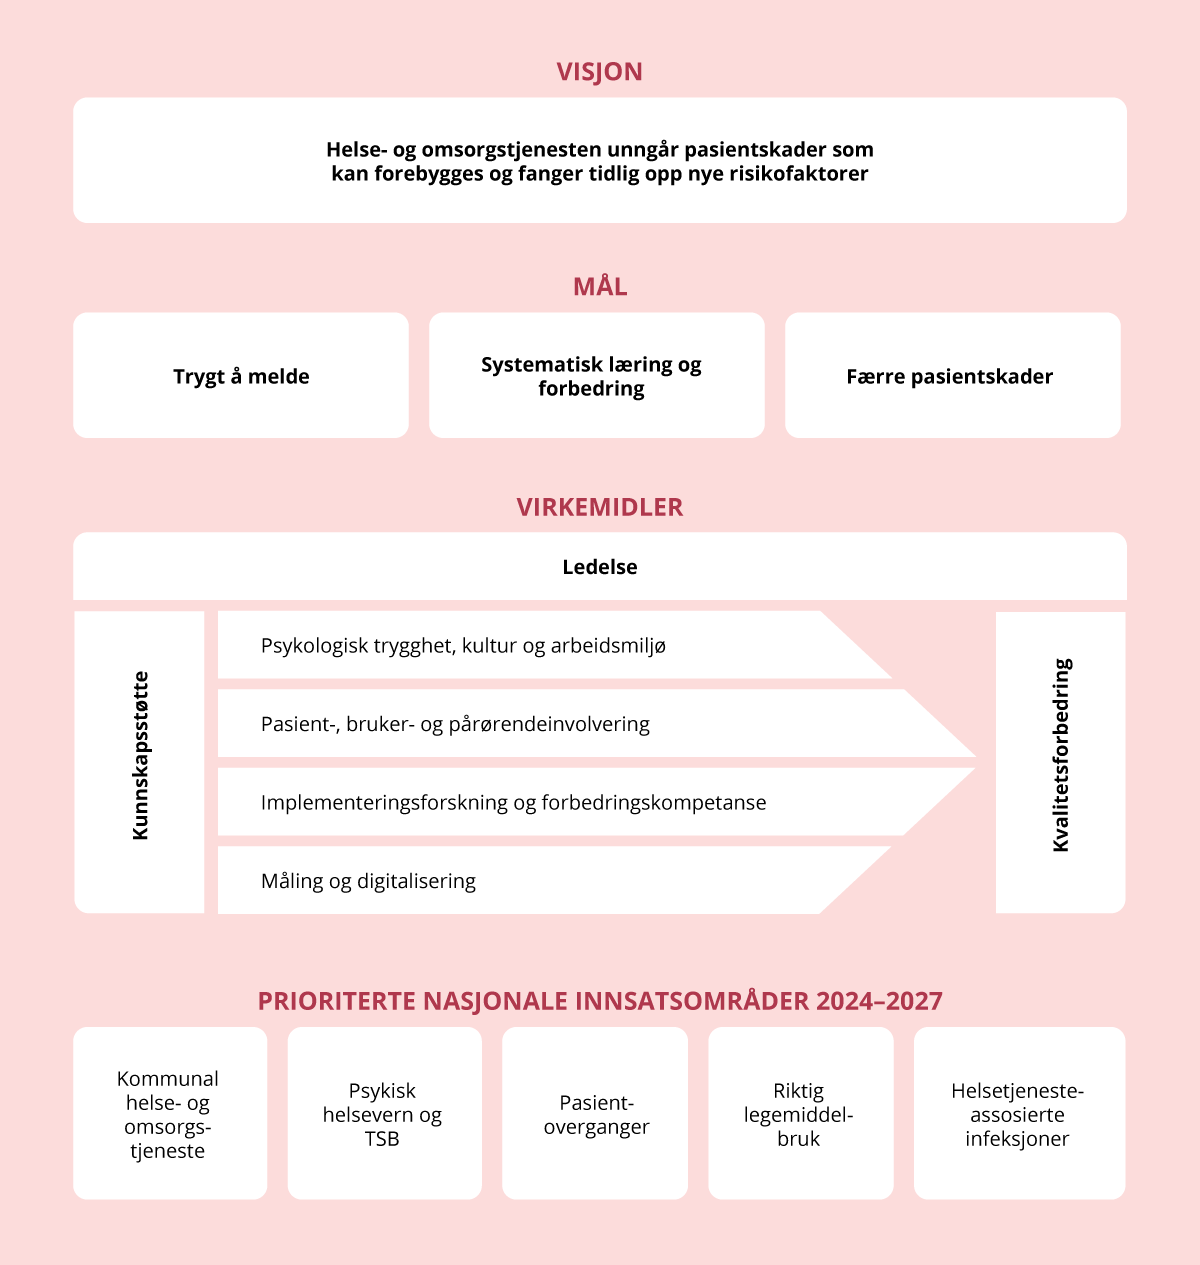 VISJON
Helse- og omsorgstjenesten unngår pasientskader som
kan forebygges og fanger tidlig opp nye risikofaktorer
MÅL
Trygt å melde
Systematisk læring og
forbedring
Færre pasientskader
VIRKEMIDLER
Ledelse
Kunnskapsstøtte
Psykologisk trygghet, kultur og arbeidsmiljø
Pasient-, bruker- og pårørendeinvolvering
Implementeringsforskning og forbedringskompetanse
Måling og digitalisering
Kvalitetsforbedring
PRIORITERTE NASJONALE INNSATSOMRÅDER 2024–2027
Kommunal
helse- og
omsorgs-
tjeneste
Psykisk
helsevern og
TSB
Pasient-
overganger
Riktig
legemiddel-
bruk
Helsetjeneste-
assosierte
infeksjoner